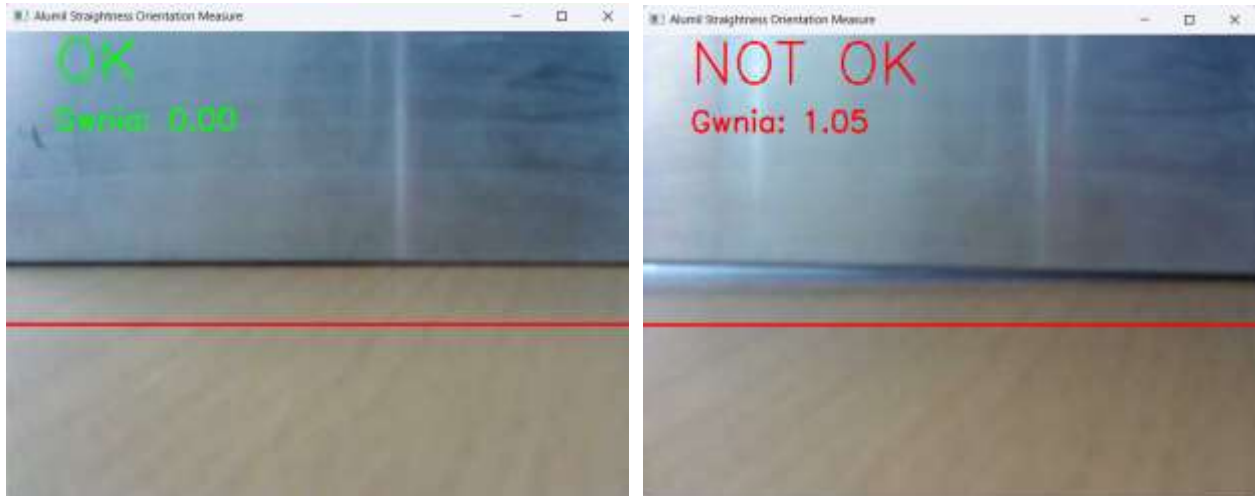 Alumil Straightness Orientation Measure
OK
Gwnia: 0.00
Alumil Straightness Orientation Measure
NOT OK
Gwnia: 1.05